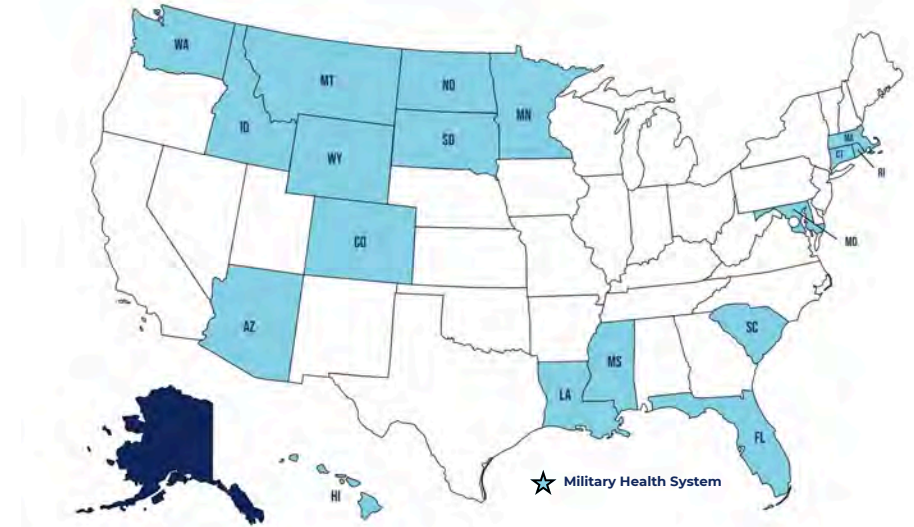 WA
MT
ND
MN
ID
SD
WY
MA
CT
RI
CO
MD
AZ
SC
MS
LA
FL
HI
Military Health System